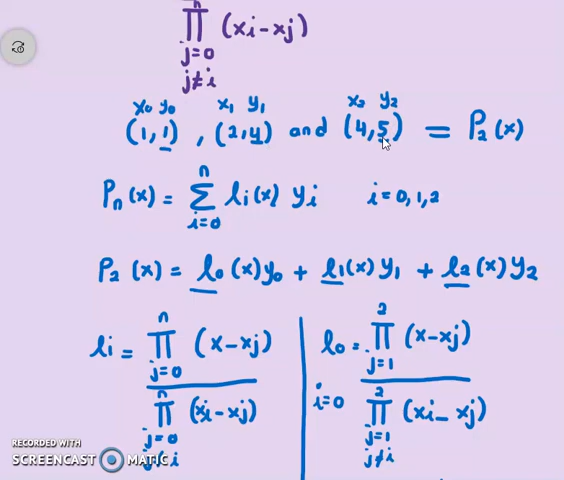 n
∏ (xi-xj)
j=0
j≠i
x₀ y₀ x₁ y₁ y₂
(1,1) , (2,4) and (4,5) = P₂(x)
Pₙ(x) = n∑i=0 li(x) yi i=0,1,2
P₂(x) = l₀(x)y₀ + l₁(x)y₁ + l₂(x)y₂
li = n∏j=0 (x-xj)
n∏j=0 j≠i (xi-xj)
l₀ = 2∏j=1 (x-xj)
i=0
2∏j=1 j≠i (xi-xj)
RECORDED WITH
SCREENCAST MATIC